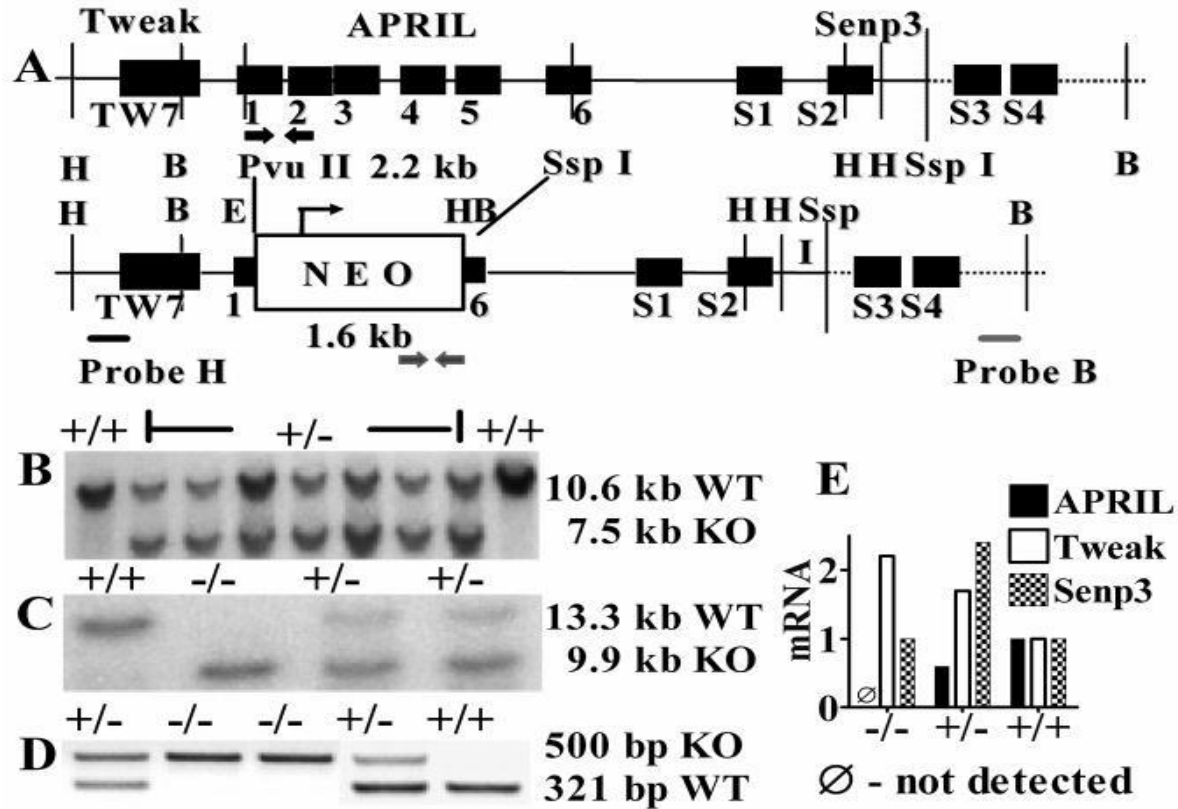 Tweak APRIL Senp3
A
TW7 1 2 3 4 5 6 S1 S2 S3 S4
H B Pvu II 2.2 kb Ssp I H H Ssp I B
H B E HB H H Ssp I B
NEO
TW7 1 6 S1 S2 S3 S4
1.6 kb
Probe H Probe B
+/+ +/- +/+
B
10.6 kb WT
7.5 kb KO
+/+ -/- +/- +/-
C
13.3 kb WT
9.9 kb KO
+/- -/- -/- +/- +/+
D
500 bp KO
321 bp WT
E
APRIL
Tweak
Senp3
mRNA
2
1
0
Ø
-/- +/- +/+
Ø - not detected